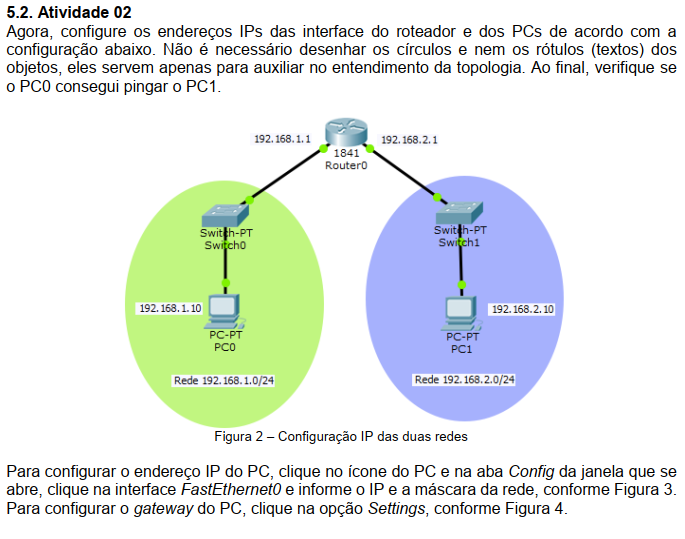 5.2. Atividade 02
Agora, configure os endereços IPs das interface do roteador e dos PCs de acordo com a
configuração abaixo. Não é necessário desenhar os círculos e nem os rótulos (textos) dos
objetos, eles servem apenas para auxiliar no entendimento da topologia. Ao final, verifique se
o PC0 consegui pingar o PC1.
192.168.1.1
192.168.2.1
1841
Router0
Switch-PT
Switch0
Switch-PT
Switch1
192.168.1.10
192.168.2.10
PC-PT
PC0
PC-PT
PC1
Rede 192.168.1.0/24
Rede 192.168.2.0/24
Figura 2 – Configuração IP das duas redes
Para configurar o endereço IP do PC, clique no ícone do PC e na aba Config da janela que se
abre, clique na interface FastEthernet0 e informe o IP e a máscara da rede, conforme Figura 3.
Para configurar o gateway do PC, clique na opção Settings, conforme Figura 4.